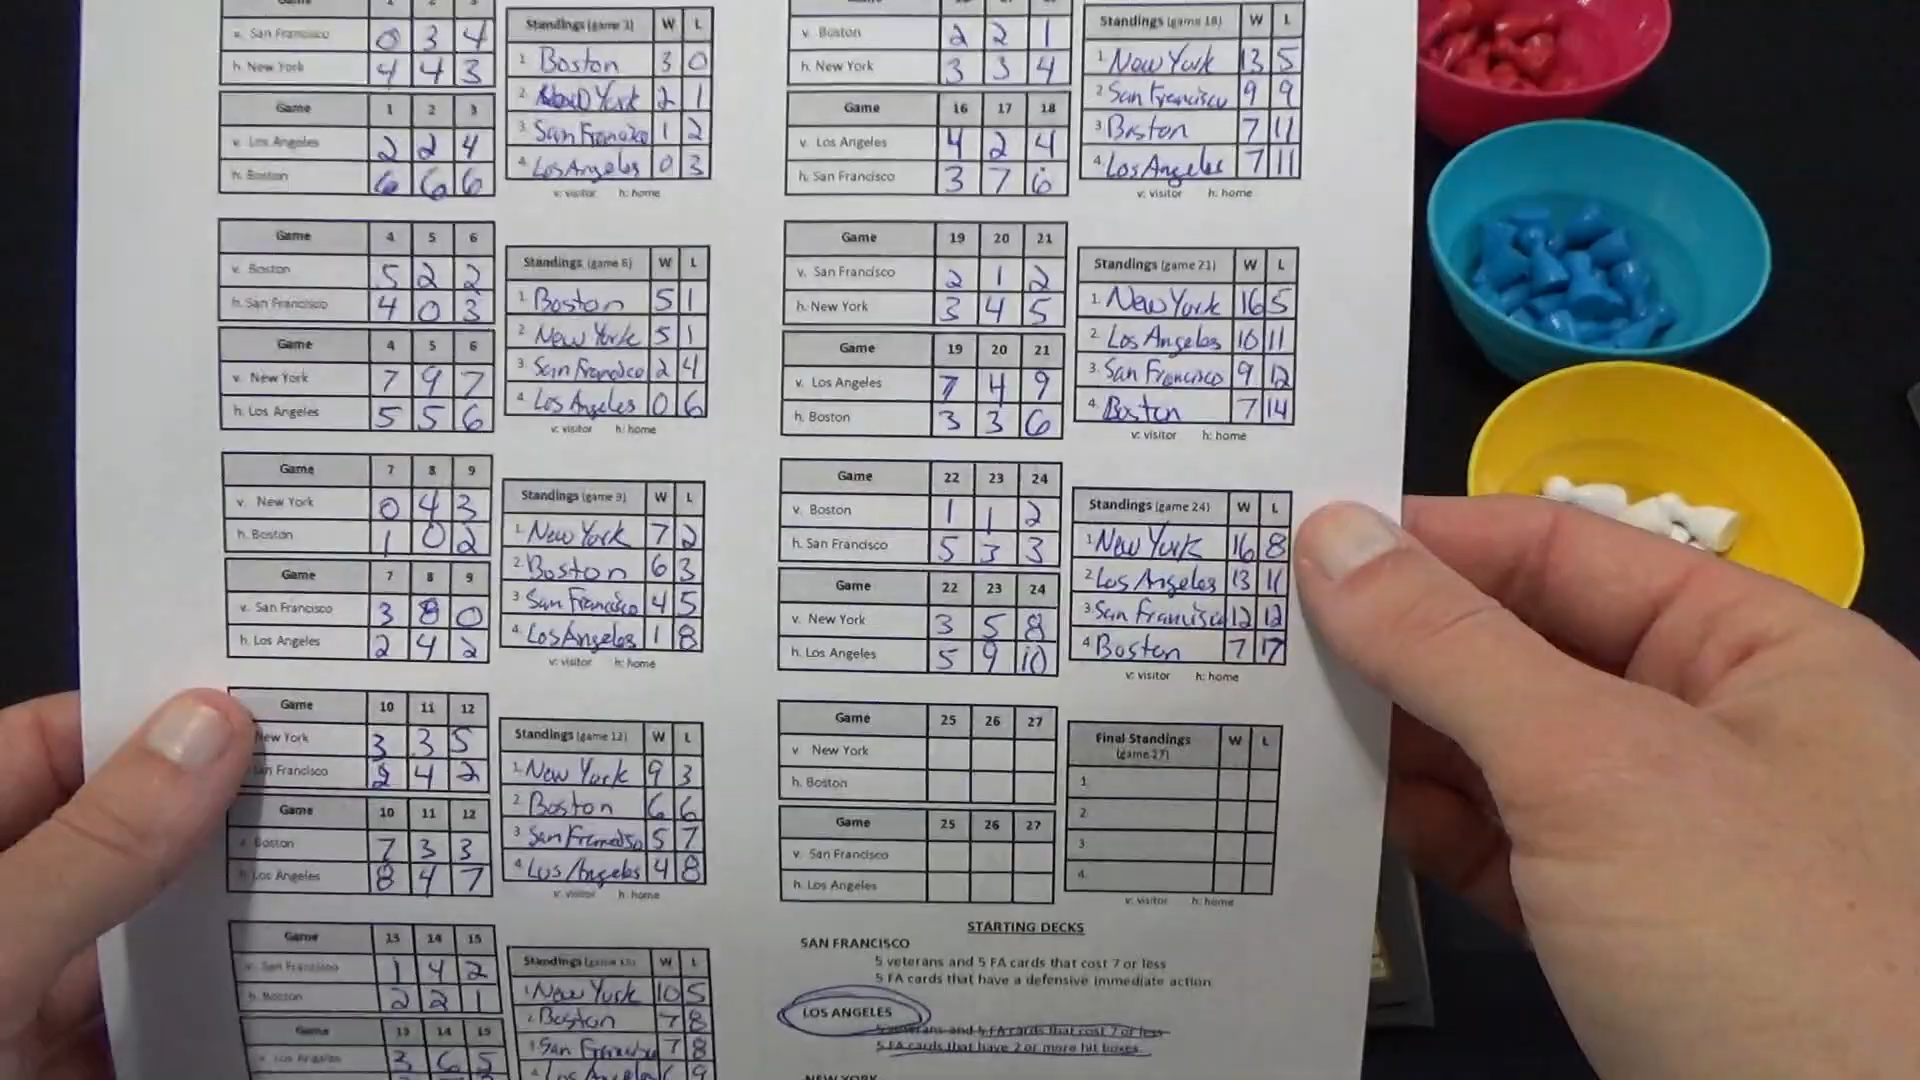 Game 1 2 3
v. San Francisco 0 3 4
h. New York 4 4 3
Game 1 2 3
v. Los Angeles 2 2 4
h. Boston 6 6 6
Standings (game 3) W L
1. Boston 3 0
2. New York 2 1
3. San Francisco 1 2
4. Los Angeles 0 3
v: visitor h: home
Game 4 5 6
v. Boston 5 2 2
h. San Francisco 4 0 3
Game 4 5 6
v. New York 7 9 7
h. Los Angeles 5 5 6
Standings (game 6) W L
1. Boston 5 1
2. New York 5 1
3. San Francisco 2 4
4. Los Angeles 0 6
v: visitor h: home
Game 7 8 9
v. New York 0 4 3
h. Boston 1 0 2
Game 7 8 9
v. San Francisco 3 8 0
h. Los Angeles 2 4 2
Standings (game 9) W L
1. New York 7 2
2. Boston 6 3
3. San Francisco 4 5
4. Los Angeles 1 8
v: visitor h: home
Game 10 11 12
New York 3 3 5
San Francisco 2 4 2
Game 10 11 12
v. Boston 7 3 3
h. Los Angeles 8 4 7
Standings (game 12) W L
1. New York 9 3
2. Boston 6 6
3. San Francisco 5 7
4. Los Angeles 4 8
v: visitor h: home
Game 13 14 15
v. San Francisco 1 4 2
h. Boston 2 2 1
Game 13 14 15
v. Los Angeles 3 6 5
Standings (game 15) W L
1. New York 10 5
2. Boston 7 8
3. San Francisco 7 8
4. Los Angeles 6 9
v. Boston 2 2 1
h. New York 3 3 4
Game 16 17 18
v. Los Angeles 4 2 4
h. San Francisco 3 7 6
Standings (game 18) W L
1. New York 13 5
2. San Francisco 9 9
3. Boston 7 11
4. Los Angeles 7 11
v: visitor h: home
Game 19 20 21
v. San Francisco 2 1 2
h. New York 3 4 5
Game 19 20 21
v. Los Angeles 7 4 9
h. Boston 3 3 6
Standings (game 21) W L
1. New York 16 5
2. Los Angeles 10 11
3. San Francisco 9 12
4. Boston 7 14
v: visitor h: home
Game 22 23 24
v. Boston 1 1 2
h. San Francisco 5 3 3
Game 22 23 24
v. New York 3 5 8
h. Los Angeles 5 9 10
Standings (game 24) W L
1. New York 16 8
2. Los Angeles 13 11
3. San Francisco 12 12
4. Boston 7 17
v: visitor h: home
Game 25 26 27
v New York
h. Boston
Game 25 26 27
v. San Francisco
h. Los Angeles
Final Standings (game 27) W L
1
2.
3.
4.
v: visitor h: home
STARTING DECKS
SAN FRANCISCO
5 veterans and 5 FA cards that cost 7 or less
5 FA cards that have a defensive immediate action
LOS ANGELES
5 veterans and 5 FA cards that cost 7 or less
5 FA cards that have 2 or more hit boxes
NEW YORK